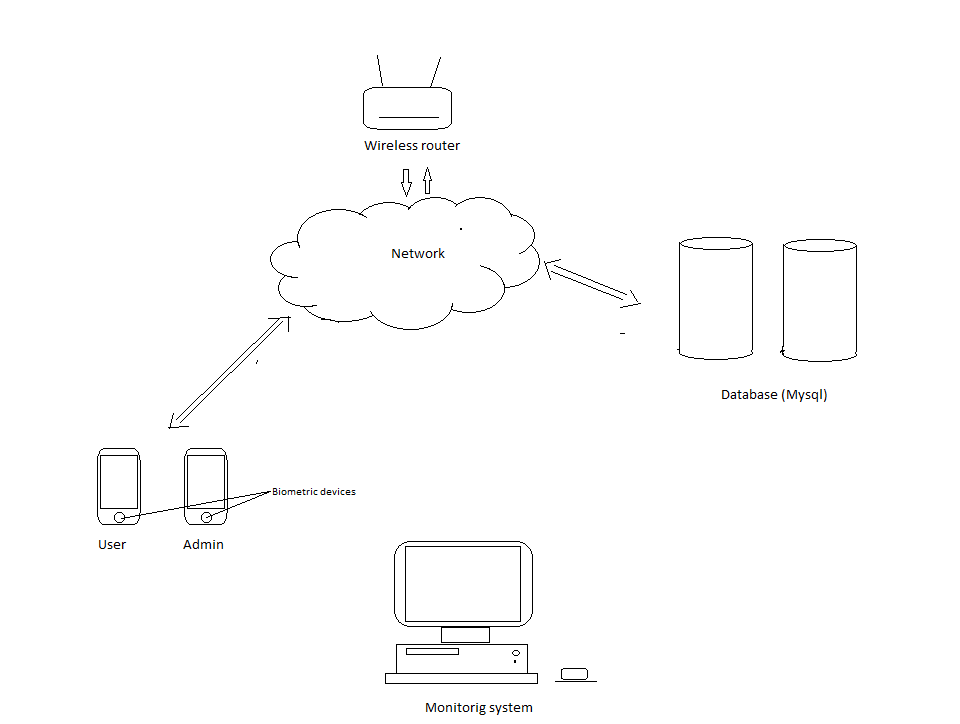 Wireless router
Network
Database (Mysql)
Biometric devices
User
Admin
Monitorig system